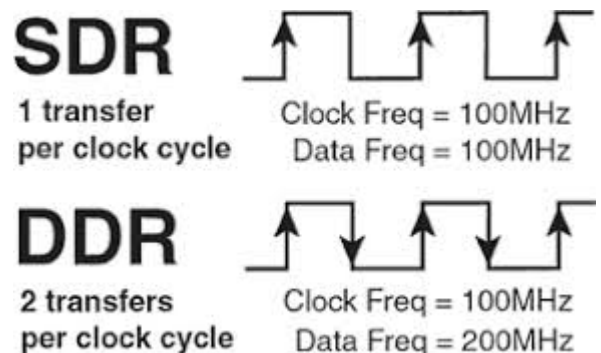 SDR
1 transfer
per clock cycle
Clock Freq = 100MHz
Data Freq = 100MHz
DDR
2 transfers
per clock cycle
Clock Freq = 100MHz
Data Freq = 200MHz